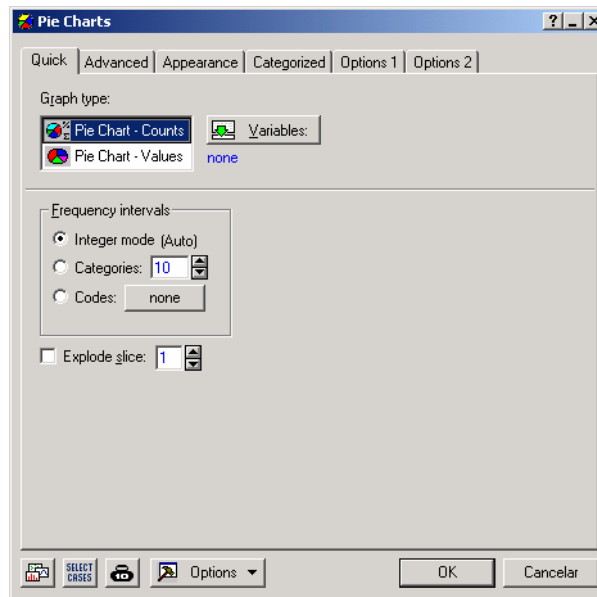 Pie Charts
Quick Advanced Appearance Categorized Options 1 Options 2
Graph type:
Pie Chart - Counts Variables:
Pie Chart - Values none
Frequency intervals
Integer mode (Auto)
Categories: 10
Codes: none
Explode slice: 1
SELECT CASES Options OK Cancelar